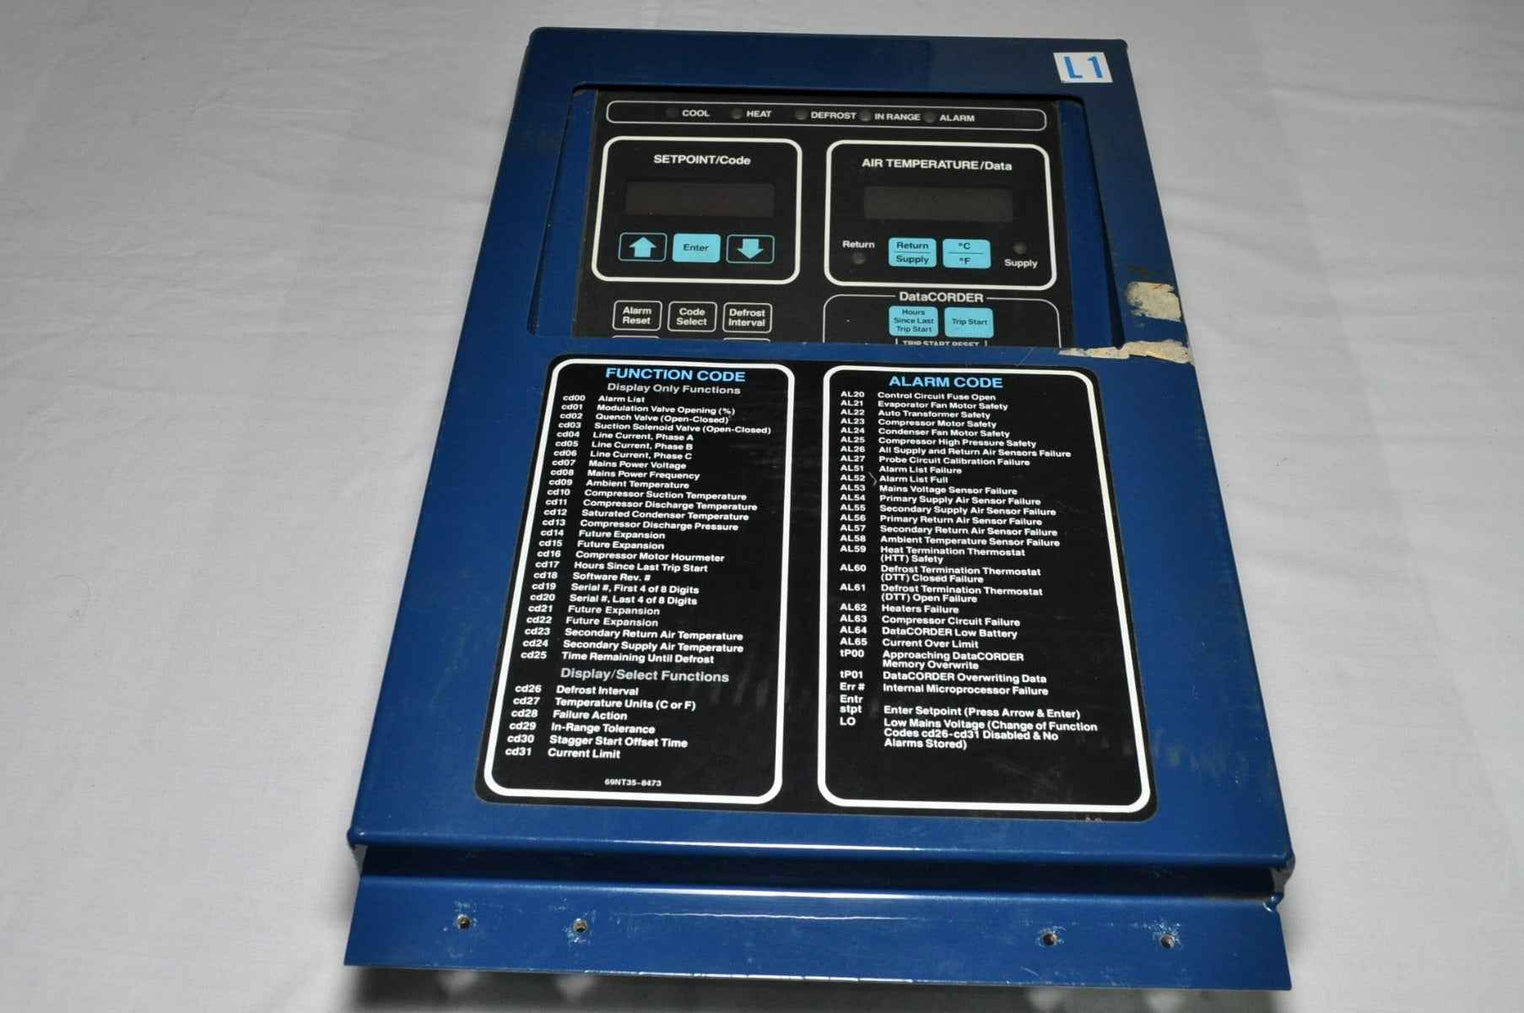 L1
COOL HEAT DEFROST IN RANGE ALARM
SETPOINT/Code
Enter
AIR TEMPERATURE/Data
Return
Return
Supply
°C
°F
Supply
Alarm
Reset
Code
Select
Defrost
Interval
DataCORDER
Hours
Since Last
Trip Start
Trip Start
TRIP START RESET
FUNCTION CODE
Display Only Functions
cd00 Alarm List
cd01 Modulation Valve Opening (%)
cd02 Quench Valve (Open-Closed)
cd03 Suction Solenoid Valve (Open-Closed)
cd04 Line Current, Phase A
cd05 Line Current, Phase B
cd06 Line Current, Phase C
cd07 Mains Power Voltage
cd08 Mains Power Frequency
cd09 Ambient Temperature
cd10 Compressor Suction Temperature
cd11 Compressor Discharge Temperature
cd12 Saturated Condenser Temperature
cd13 Compressor Discharge Pressure
cd14 Future Expansion
cd15 Future Expansion
cd16 Compressor Motor Hourmeter
cd17 Hours Since Last Trip Start
cd18 Software Rev. #
cd19 Serial #, First 4 of 8 Digits
cd20 Serial #, Last 4 of 8 Digits
cd21 Future Expansion
cd22 Future Expansion
cd23 Secondary Return Air Temperature
cd24 Secondary Supply Air Temperature
cd25 Time Remaining Until Defrost
Display/Select Functions
cd26 Defrost Interval
cd27 Temperature Units (C or F)
cd28 Failure Action
cd29 In-Range Tolerance
cd30 Stagger Start Offset Time
cd31 Current Limit
69NT35-8473
ALARM CODE
AL20 Control Circuit Fuse Open
AL21 Evaporator Fan Motor Safety
AL22 Auto Transformer Safety
AL23 Compressor Motor Safety
AL24 Condenser Fan Motor Safety
AL25 Compressor High Pressure Safety
AL26 All Supply and Return Air Sensors Failure
AL27 Probe Circuit Calibration Failure
AL51 Alarm List Failure
AL52 Alarm List Full
AL53 Mains Voltage Sensor Failure
AL54 Primary Supply Air Sensor Failure
AL55 Secondary Supply Air Sensor Failure
AL56 Primary Return Air Sensor Failure
AL57 Secondary Return Air Sensor Failure
AL58 Ambient Temperature Sensor Failure
AL59 Heat Termination Thermostat
(HTT) Safety
AL60 Defrost Termination Thermostat
(DTT) Closed Failure
AL61 Defrost Termination Thermostat
(DTT) Open Failure
AL62 Heaters Failure
AL63 Compressor Circuit Failure
AL64 DataCORDER Low Battery
AL65 Current Over Limit
tP00 Approaching DataCORDER
Memory Overwrite
tP01 DataCORDER Overwriting Data
Err # Internal Microprocessor Failure
Entr
stpt Enter Setpoint (Press Arrow & Enter)
LO Low Mains Voltage (Change of Function
Codes cd26-cd31 Disabled & No
Alarms Stored)